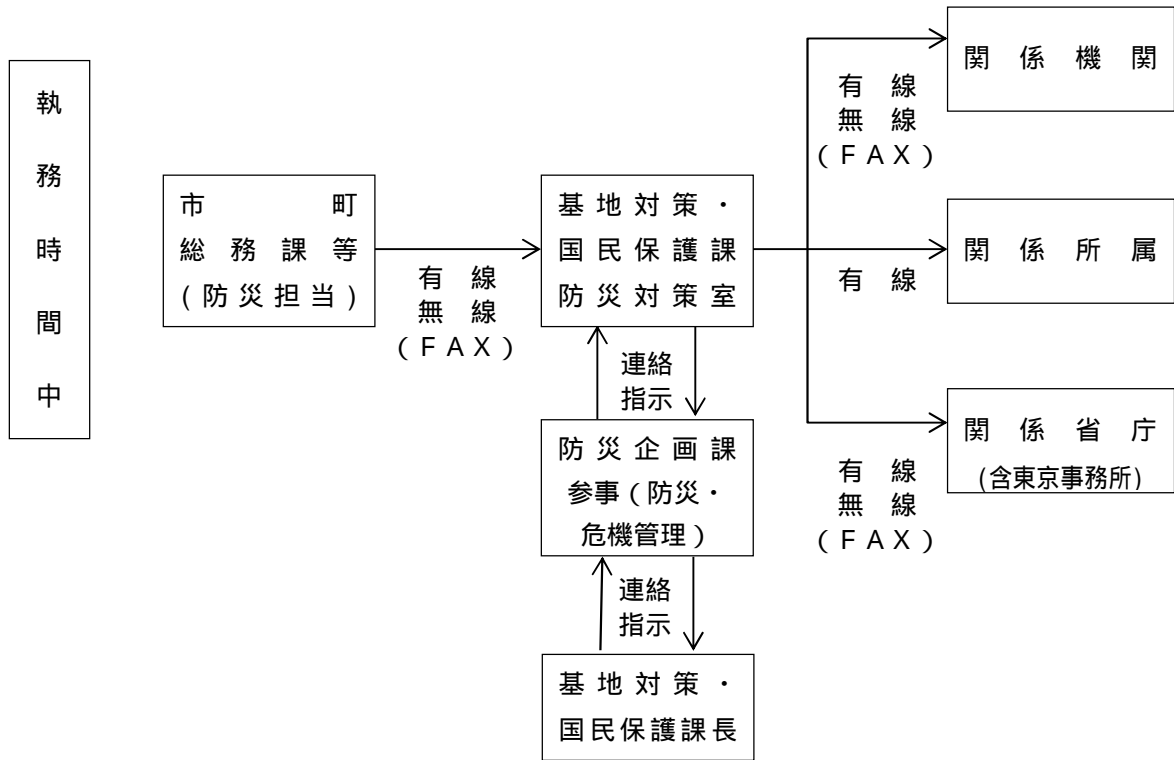 執務時間中
市町
総務課等
(防災担当)
有線
無線
(FAX)
基地対策・
国民保護課
防災対策室
連絡
指示
防災企画課
参事(防災・
危機管理)
連絡
指示
基地対策・
国民保護課長
有線
無線
(FAX)
関係機関
有線
関係所属
有線
無線
(FAX)
関係省庁
(含東京事務所)